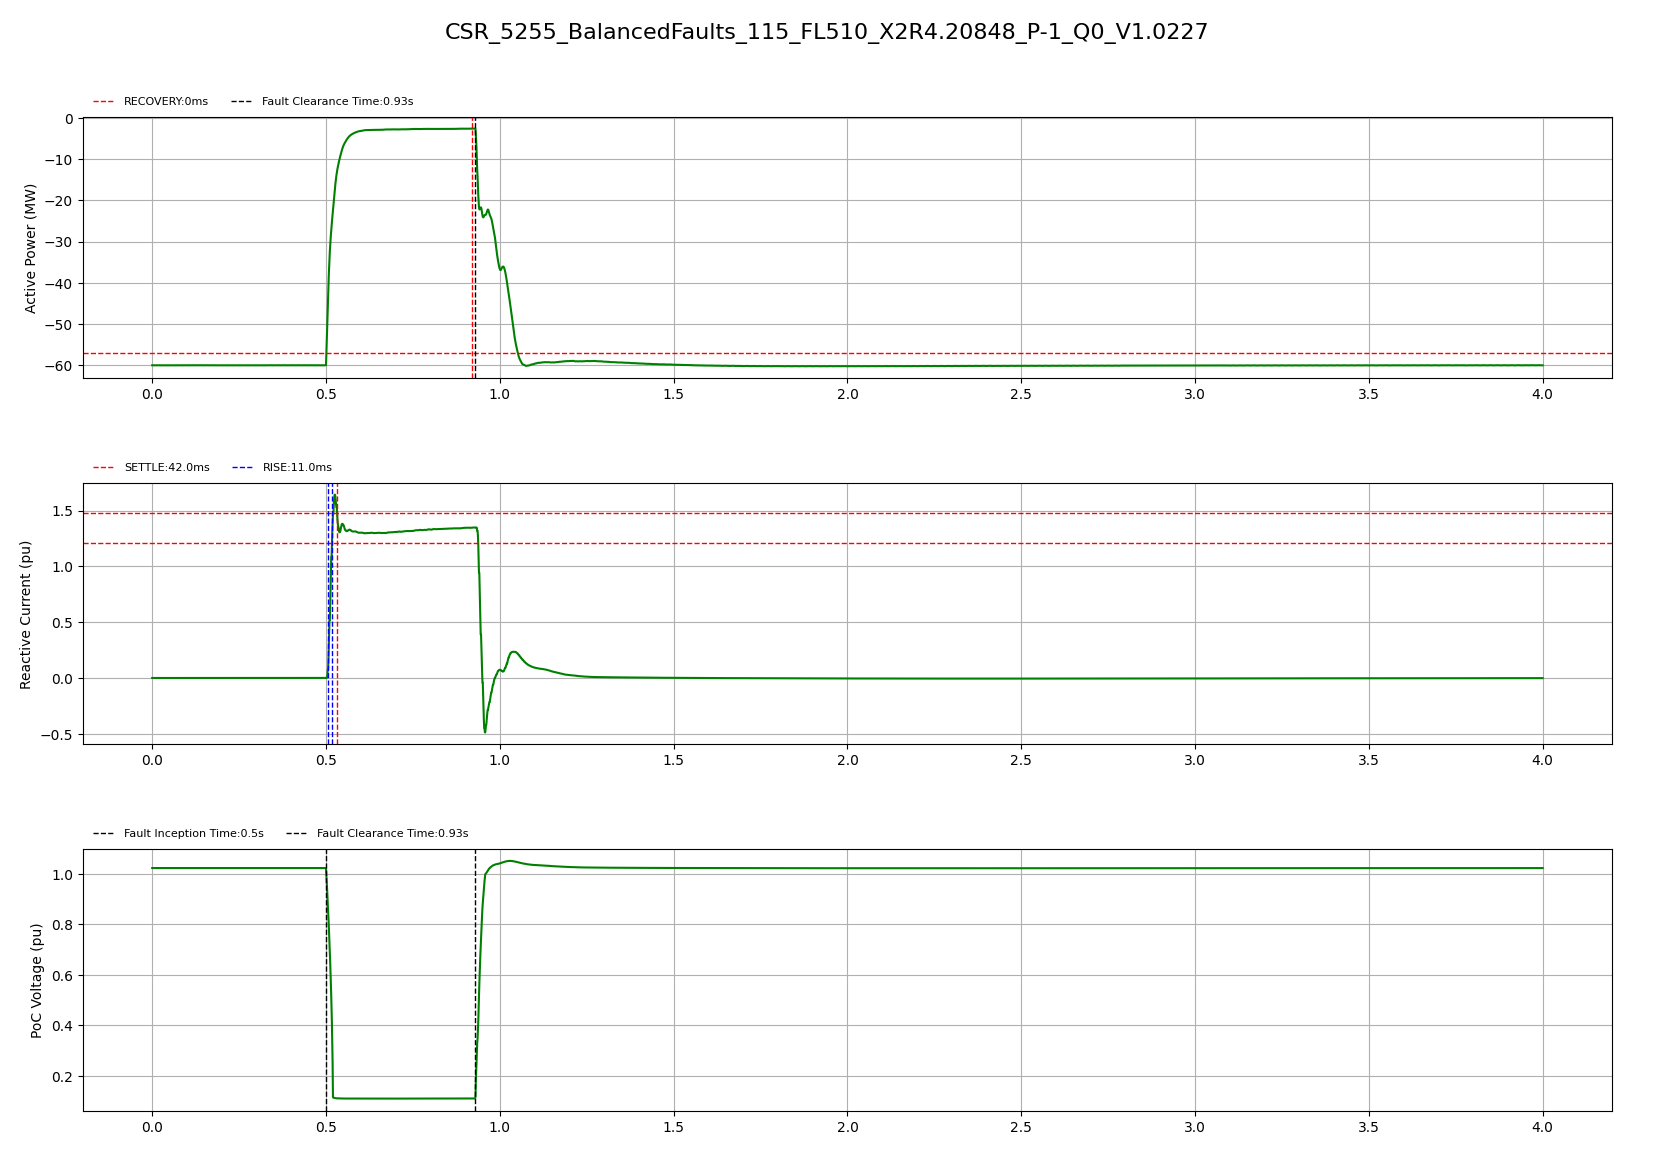 CSR_5255_BalancedFaults_115_FL510_X2R4.20848_P-1_Q0_V1.0227
RECOVERY:0ms Fault Clearance Time:0.93s
Active Power (MW)
0
−10
−20
−30
−40
−50
−60
0.0 0.5 1.0 1.5 2.0 2.5 3.0 3.5 4.0
SETTLE:42.0ms RISE:11.0ms
Reactive Current (pu)
1.5
1.0
0.5
0.0
−0.5
0.0 0.5 1.0 1.5 2.0 2.5 3.0 3.5 4.0
Fault Inception Time:0.5s Fault Clearance Time:0.93s
PoC Voltage (pu)
1.0
0.8
0.6
0.4
0.2
0.0 0.5 1.0 1.5 2.0 2.5 3.0 3.5 4.0